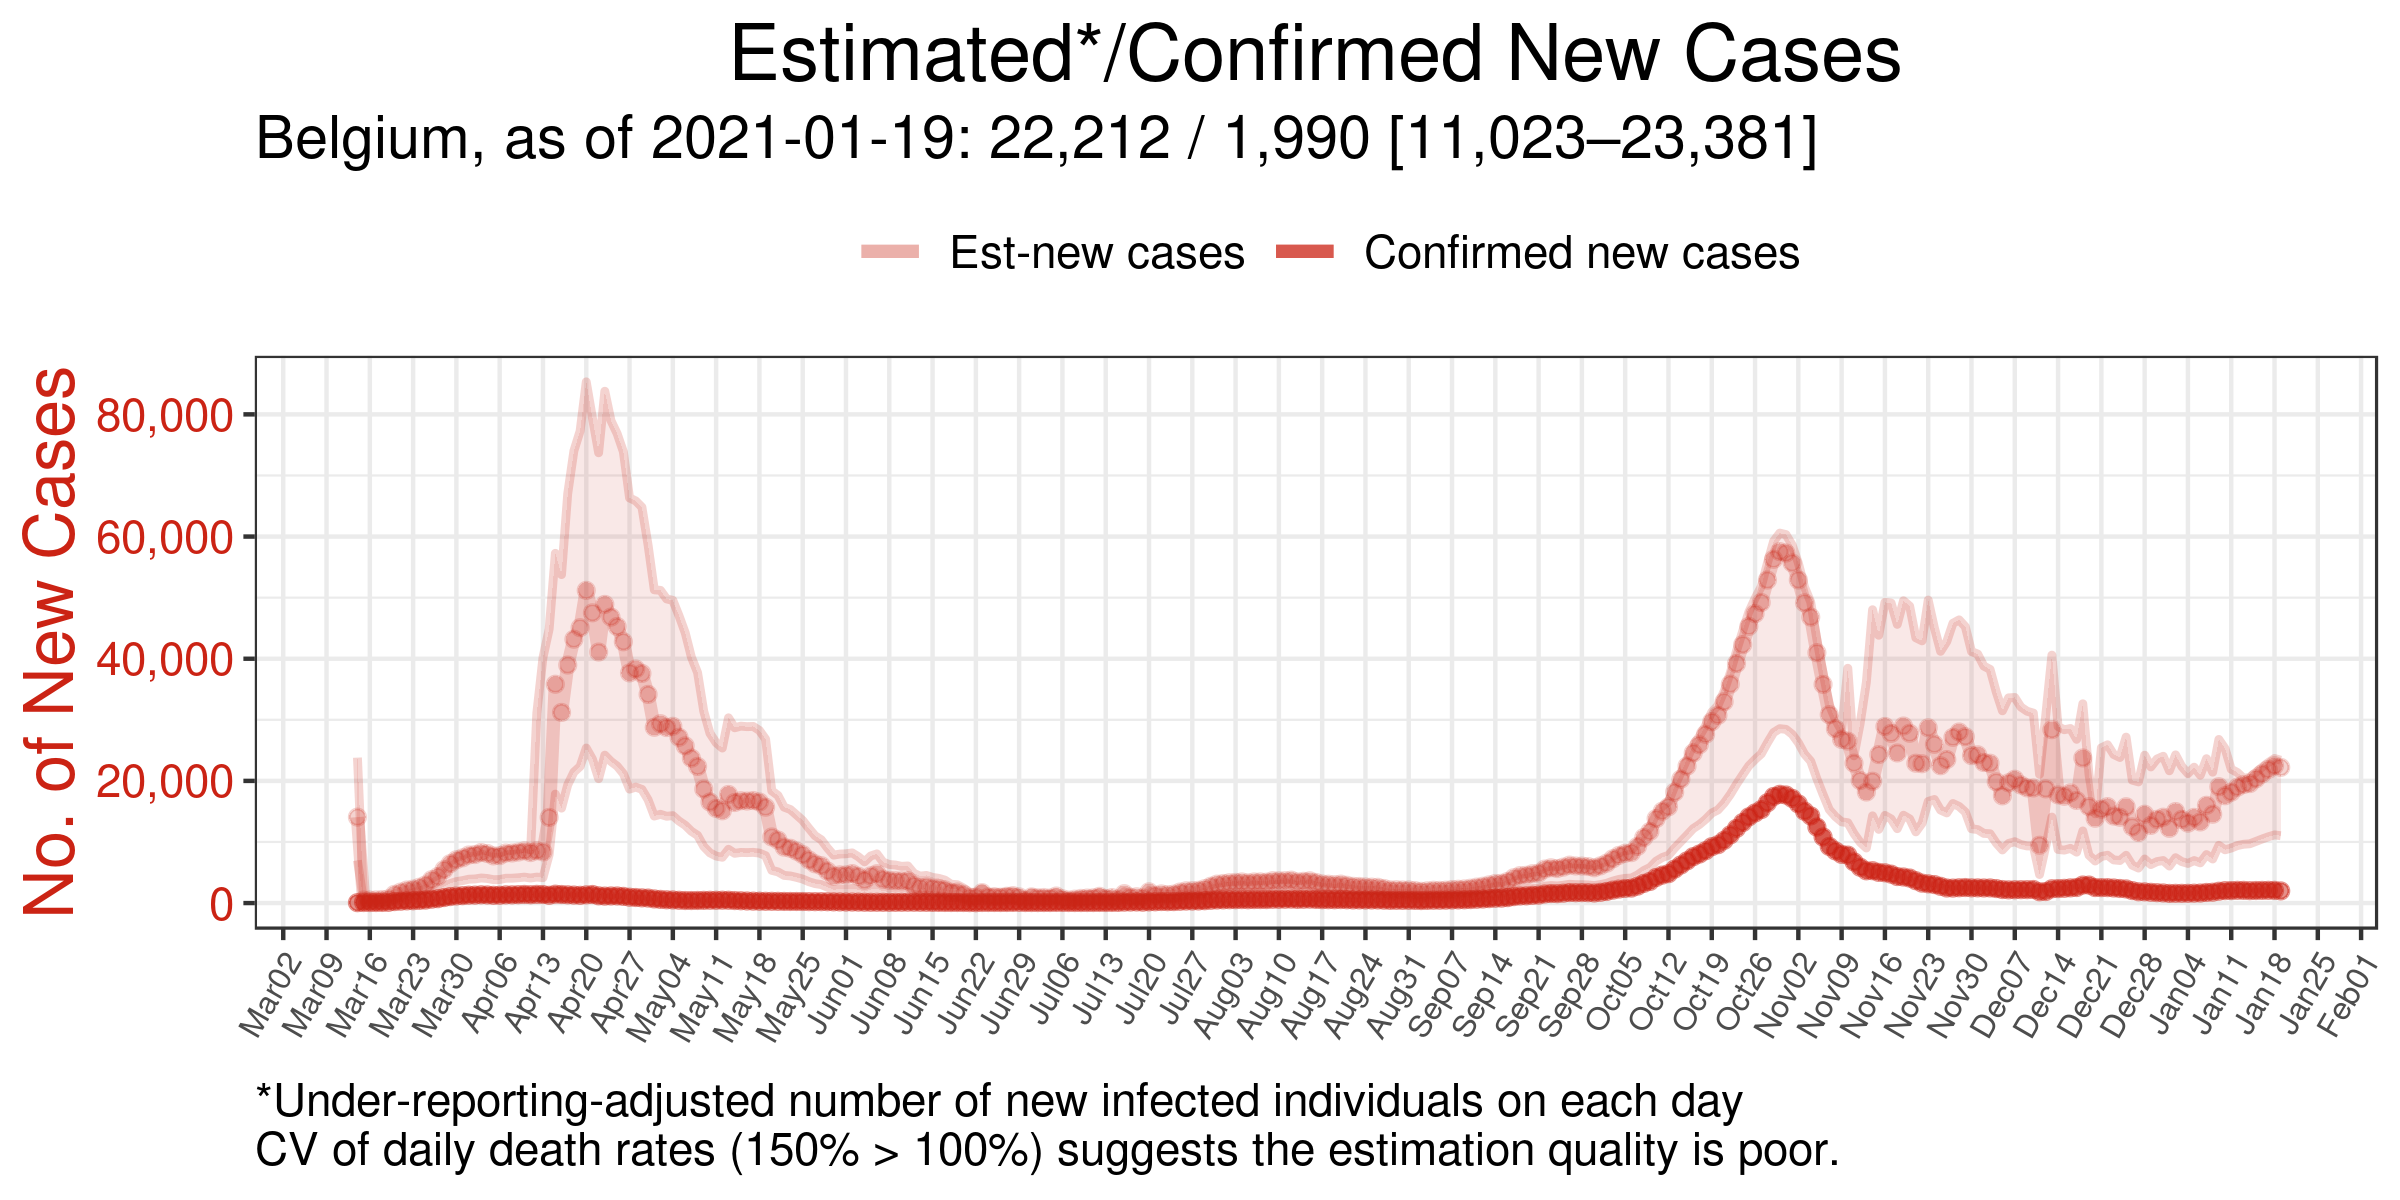 Estimated*/Confirmed New Cases
Belgium, as of 2021-01-19: 22,212 / 1,990 [11,023–23,381]
Est-new cases Confirmed new cases
No. of New Cases
80,000
60,000
40,000
20,000
0
Mar02 Mar09 Mar16 Mar23 Mar30 Apr06 Apr13 Apr20 Apr27 May04 May11 May18 May25 Jun01 Jun08 Jun15 Jun22 Jun29 Jul06 Jul13 Jul20 Jul27 Aug03 Aug10 Aug17 Aug24 Aug31 Sep07 Sep14 Sep21 Sep28 Oct05 Oct12 Oct19 Oct26 Nov02 Nov09 Nov16 Nov23 Nov30 Dec07 Dec14 Dec21 Dec28 Jan04 Jan11 Jan18 Jan25 Feb01
*Under-reporting-adjusted number of new infected individuals on each day
CV of daily death rates (150% > 100%) suggests the estimation quality is poor.